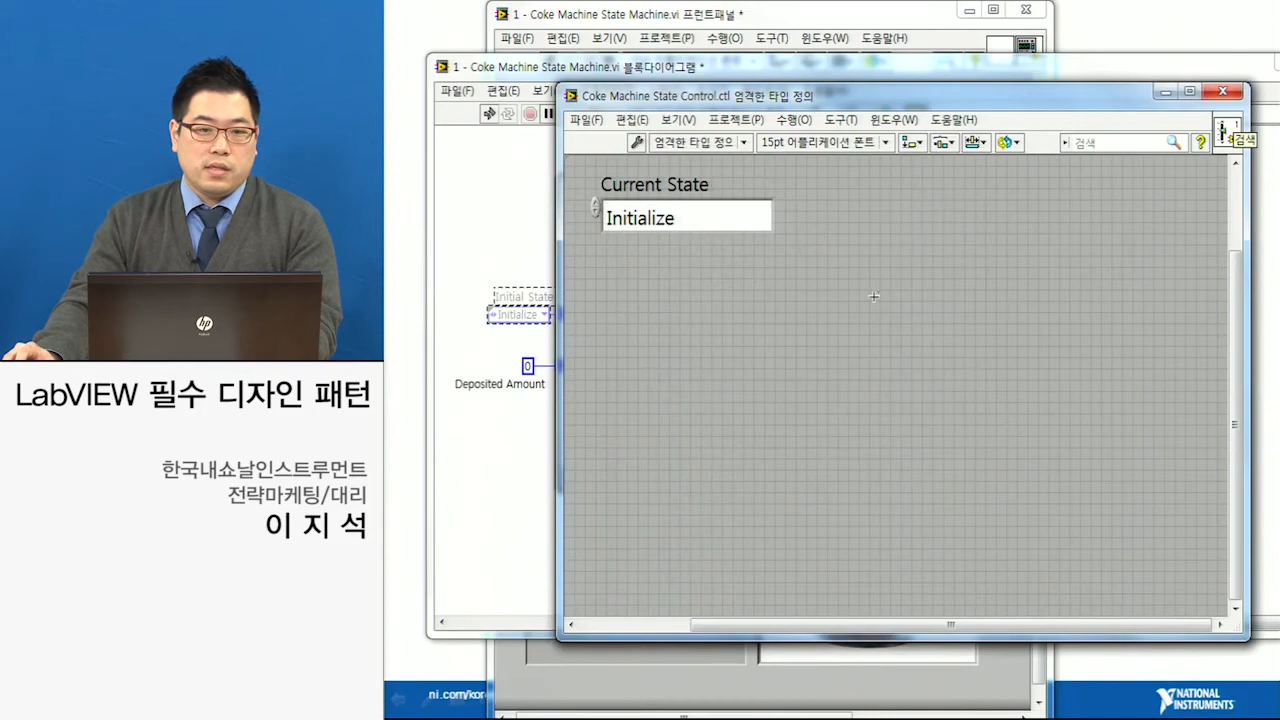 1 - Coke Machine State Machine.vi 프런트패널 *
파일(F) 편집(E) 보기(V) 프로젝트(P) 수행(O) 도구(T) 윈도우(W) 도움말(H)
1 - Coke Machine State Machine.vi 블록다이어그램 *
파일(F) 편집(E) 보기
Coke Machine State Control.ctl 엄격한 타입 정의
파일(F) 편집(E) 보기(V) 프로젝트(P) 수행(O) 도구(T) 윈도우(W) 도움말(H)
엄격한 타입 정의 15pt 어플리케이션 폰트 검색
검색
Current State
Initialize
Initial State
Initialize
0
Deposited Amount
hp
LabVIEW 필수 디자인 패턴
한국내쇼날인스트루먼트
전략마케팅/대리
이 지 석
ni.com/kor
NATIONAL INSTRUMENTS